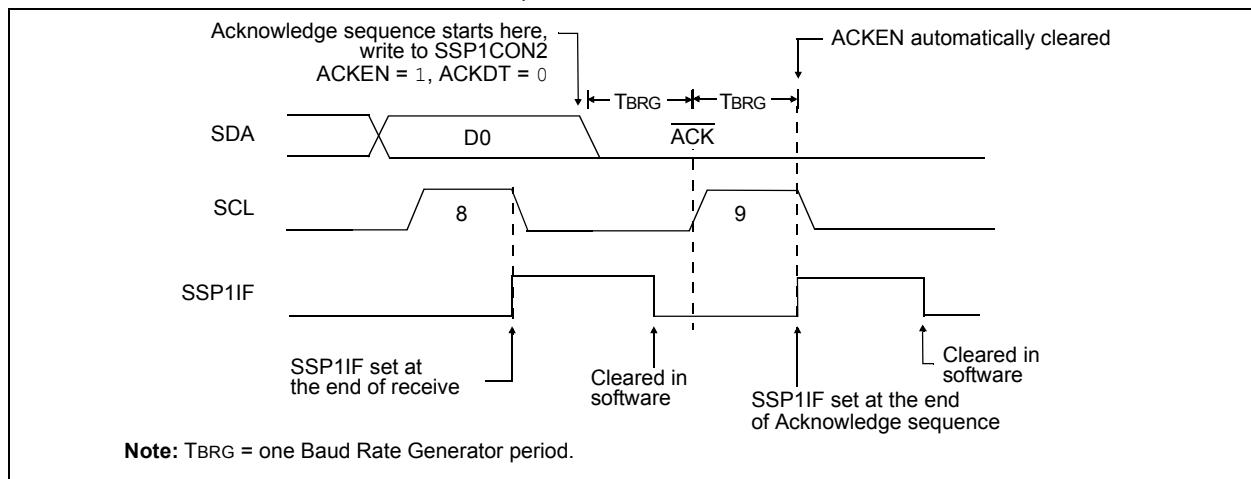 Acknowledge sequence starts here,
write to SSP1CON2
ACKEN = 1, ACKDT = 0
ACKEN automatically cleared
TBRG
TBRG
SDA
D0
ACK
SCL
8
9
SSP1IF
SSP1IF set at
the end of receive
Cleared in
software
SSP1IF set at the end
of Acknowledge sequence
Cleared in
software
Note: TBRG = one Baud Rate Generator period.